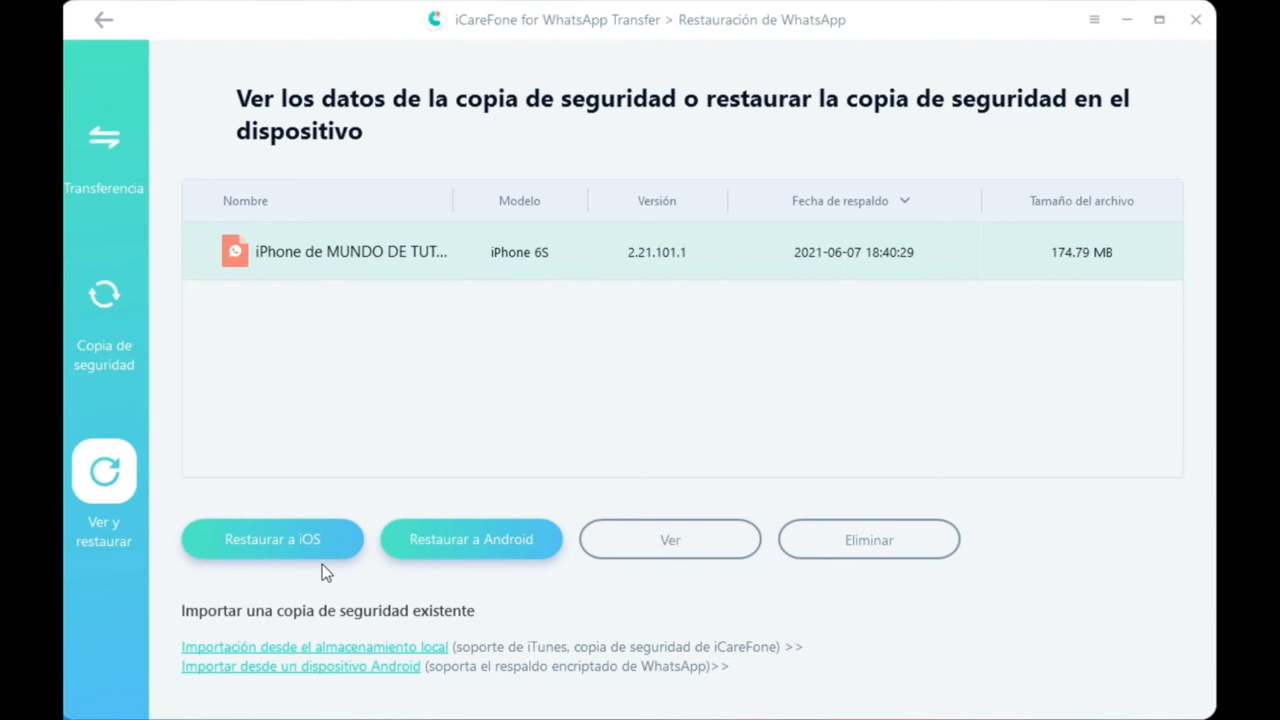 iCareFone for WhatsApp Transfer > Restauración de WhatsApp
Ver los datos de la copia de seguridad o restaurar la copia de seguridad en el
dispositivo
Transferencia
Copia de
seguridad
Ver y
restaurar
Nombre Modelo Versión Fecha de respaldo Tamaño del archivo
iPhone de MUNDO DE TUT... iPhone 6S 2.21.101.1 2021-06-07 18:40:29 174.79 MB
Restaurar a iOS Restaurar a Android Ver Eliminar
Importar una copia de seguridad existente
Importación desde el almacenamiento local (soporte de iTunes, copia de seguridad de iCareFone) >>
Importar desde un dispositivo Android (soporta el respaldo encriptado de WhatsApp)>>